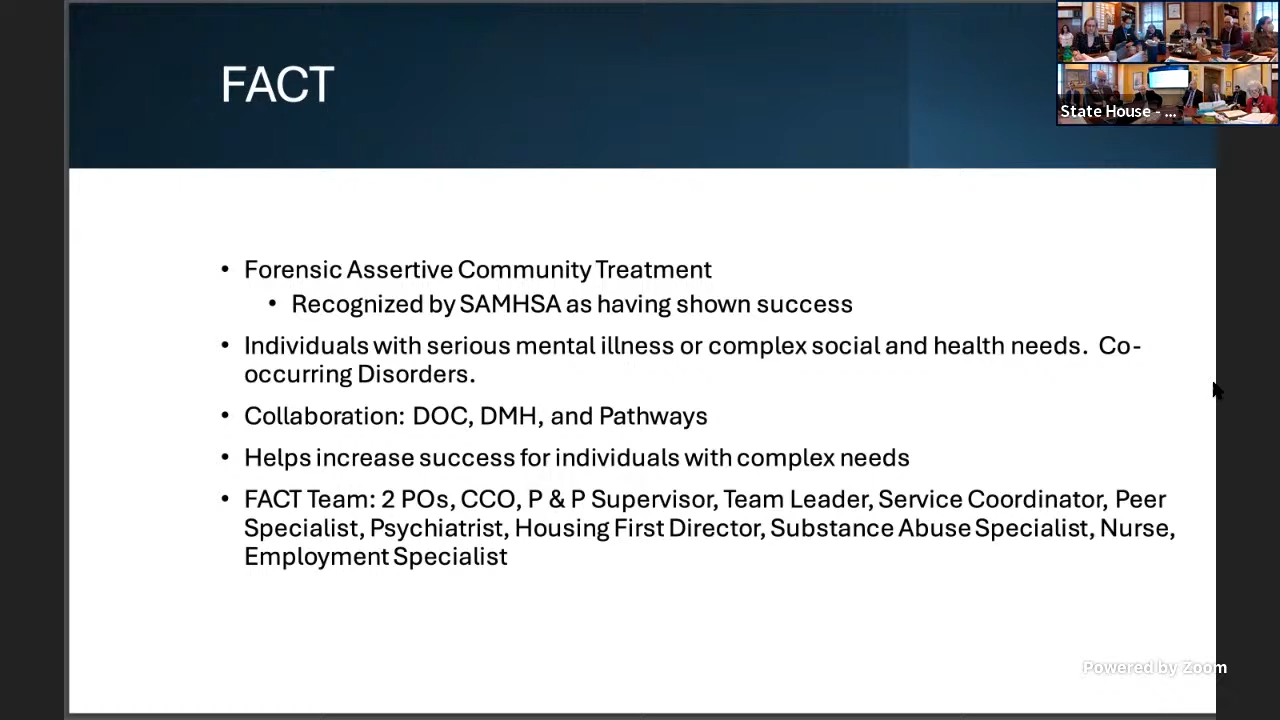 FACT
State House - ...
• Forensic Assertive Community Treatment
• Recognized by SAMHSA as having shown success
• Individuals with serious mental illness or complex social and health needs.  Co-
occurring Disorders.
• Collaboration: DOC, DMH, and Pathways
• Helps increase success for individuals with complex needs
• FACT Team: 2 POs, CCO, P & P Supervisor, Team Leader, Service Coordinator, Peer
Specialist, Psychiatrist, Housing First Director, Substance Abuse Specialist, Nurse,
Employment Specialist
Powered by Zoom